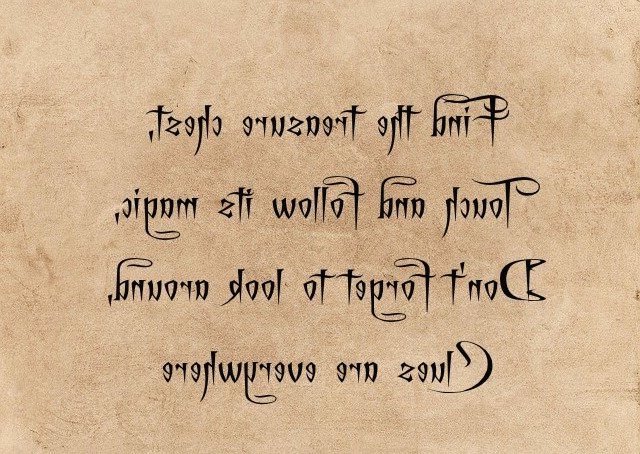 Find the treasure chest,
Touch and follow its magic,
Don't forget to look around,
Clues are everywhere